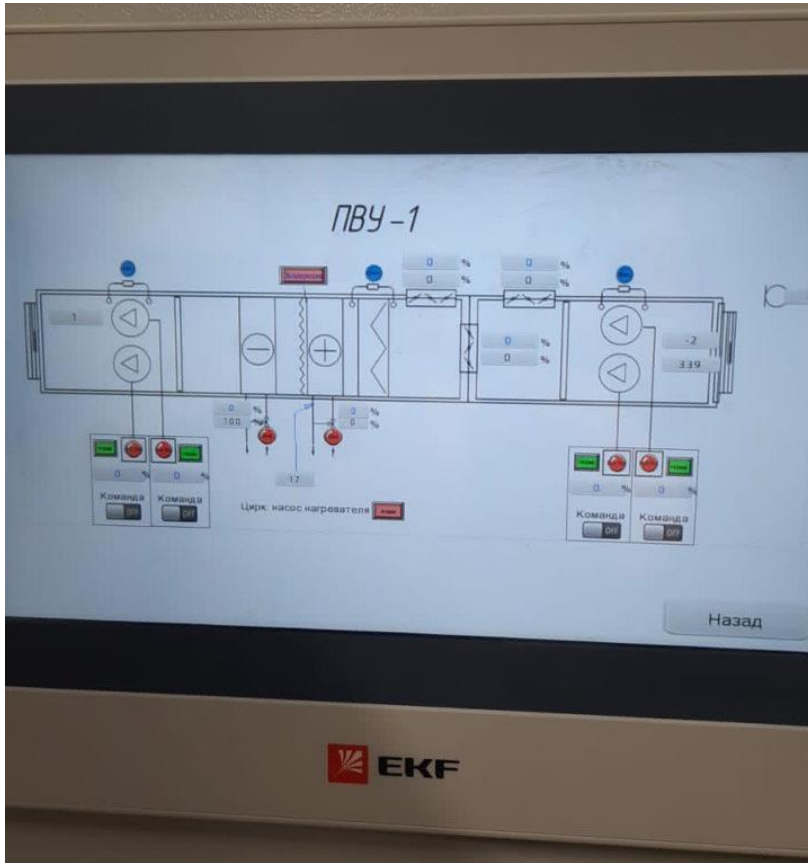 ПВУ-1
0 % 0 %
0 % 0 %
1
0 %
0 %
-2
339
0 % 0 %
100 % 0 %
17
Цирк. насос нагревателя
0 % 0 %
Команда Команда
OFF OFF
0 % 0 %
Команда Команда
OFF OFF
Назад
EKF